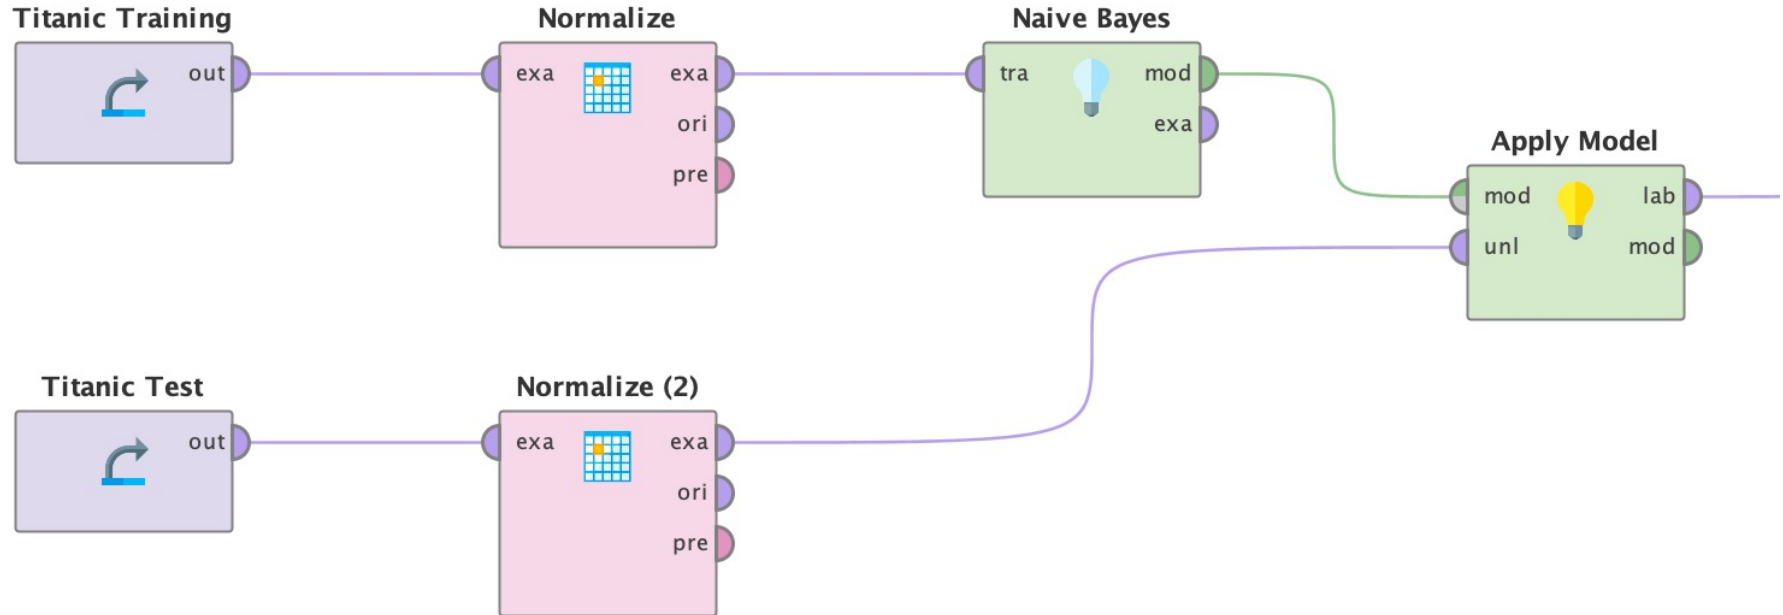 Titanic Training
Normalize
Naive Bayes
out
exa
exa
ori
pre
tra
mod
exa
Apply Model
mod
lab
unl
mod
Titanic Test
Normalize (2)
out
exa
exa
ori
pre